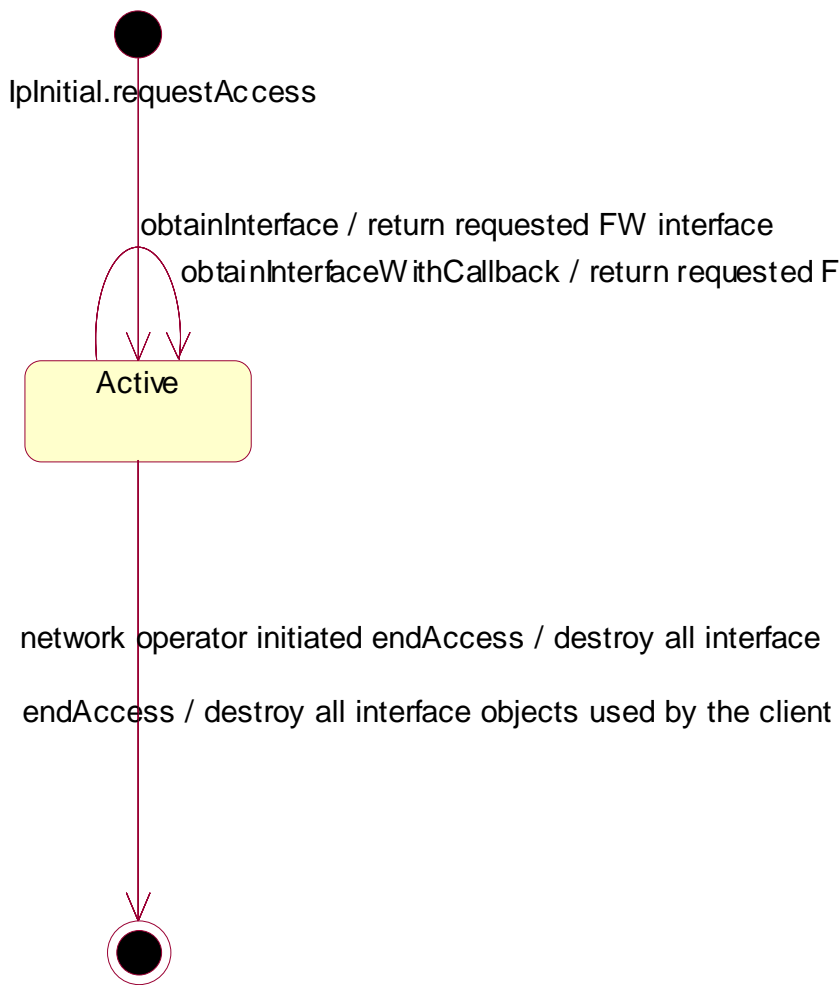 IpInitial.requestAccess
obtainInterface / return requested FW interface
obtainInterfaceWithCallback / return requested F
Active
network operator initiated endAccess / destroy all interface
endAccess / destroy all interface objects used by the client